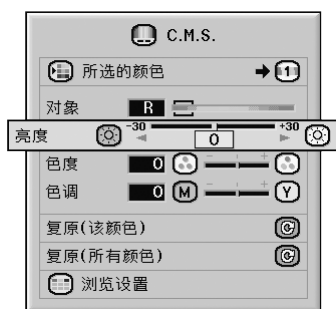 C.M.S.
所选的颜色 1
对象 R
亮度 -30 0 +30
色度 0 - +
色调 0 M - + Y
复原(该颜色)
复原(所有颜色)
浏览设置